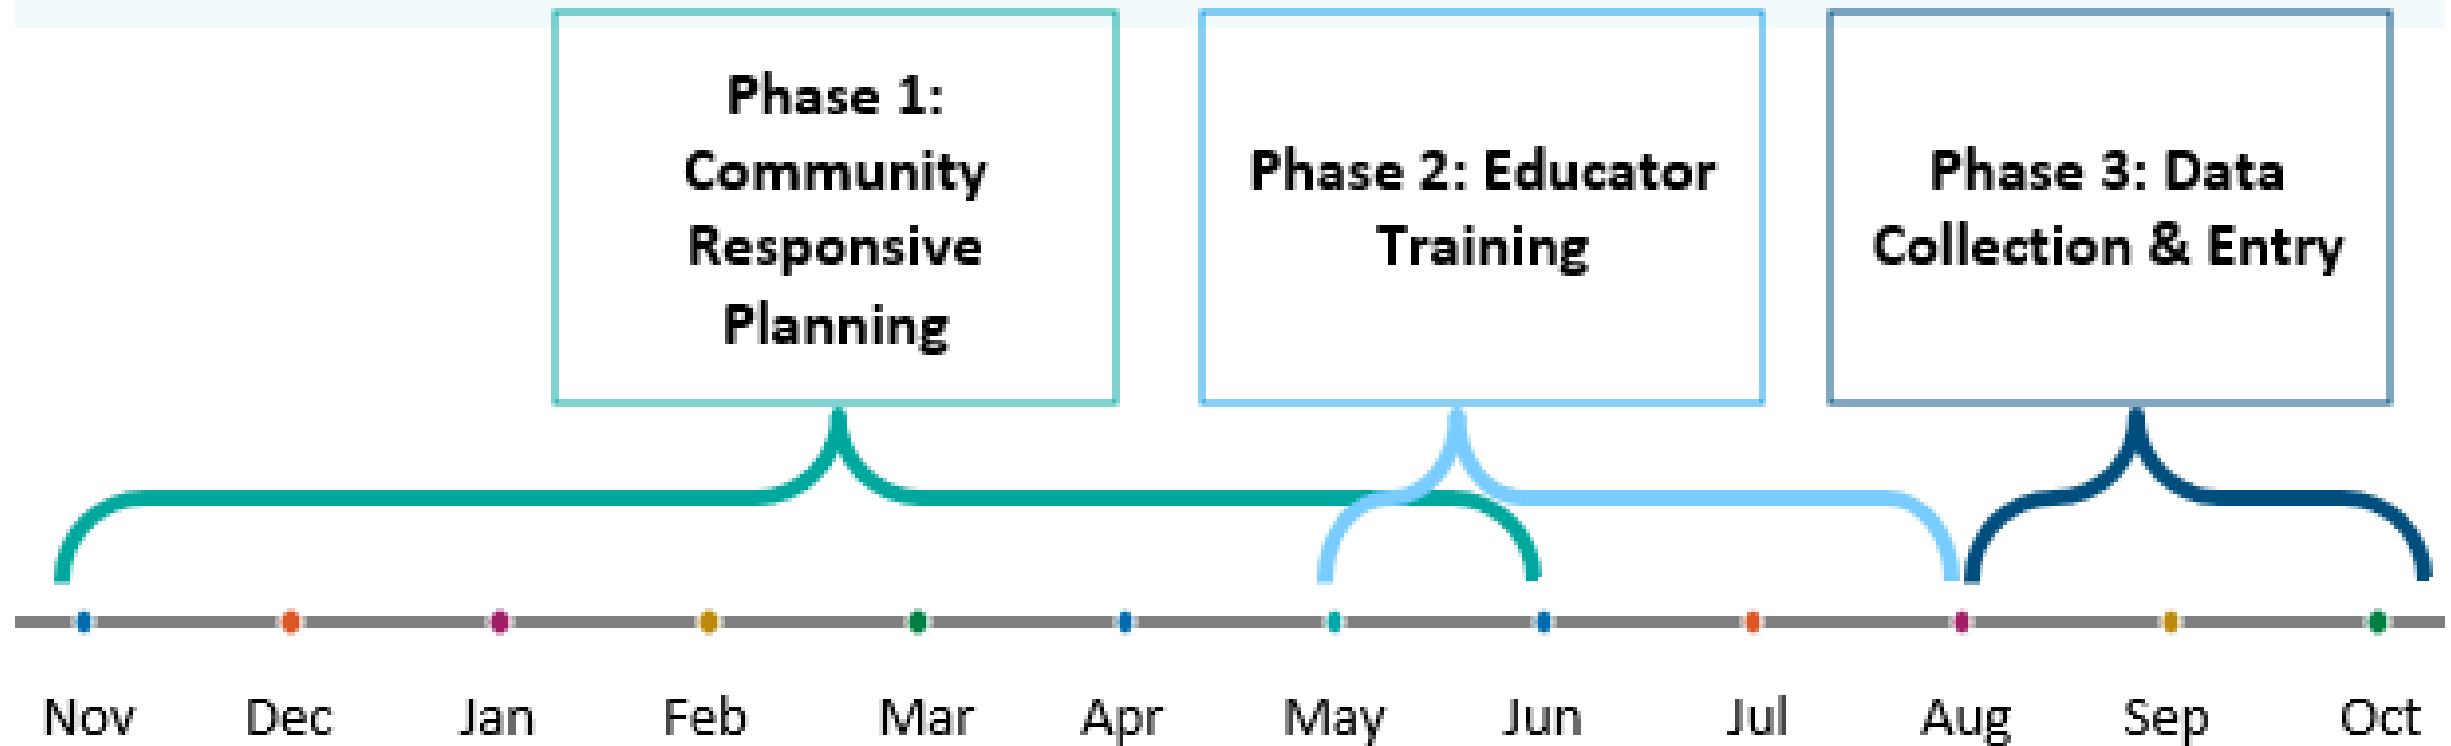 Phase 1:
Community
Responsive
Planning
Phase 2: Educator
Training
Phase 3: Data
Collection & Entry
Nov Dec Jan Feb Mar Apr May Jun Jul Aug Sep Oct